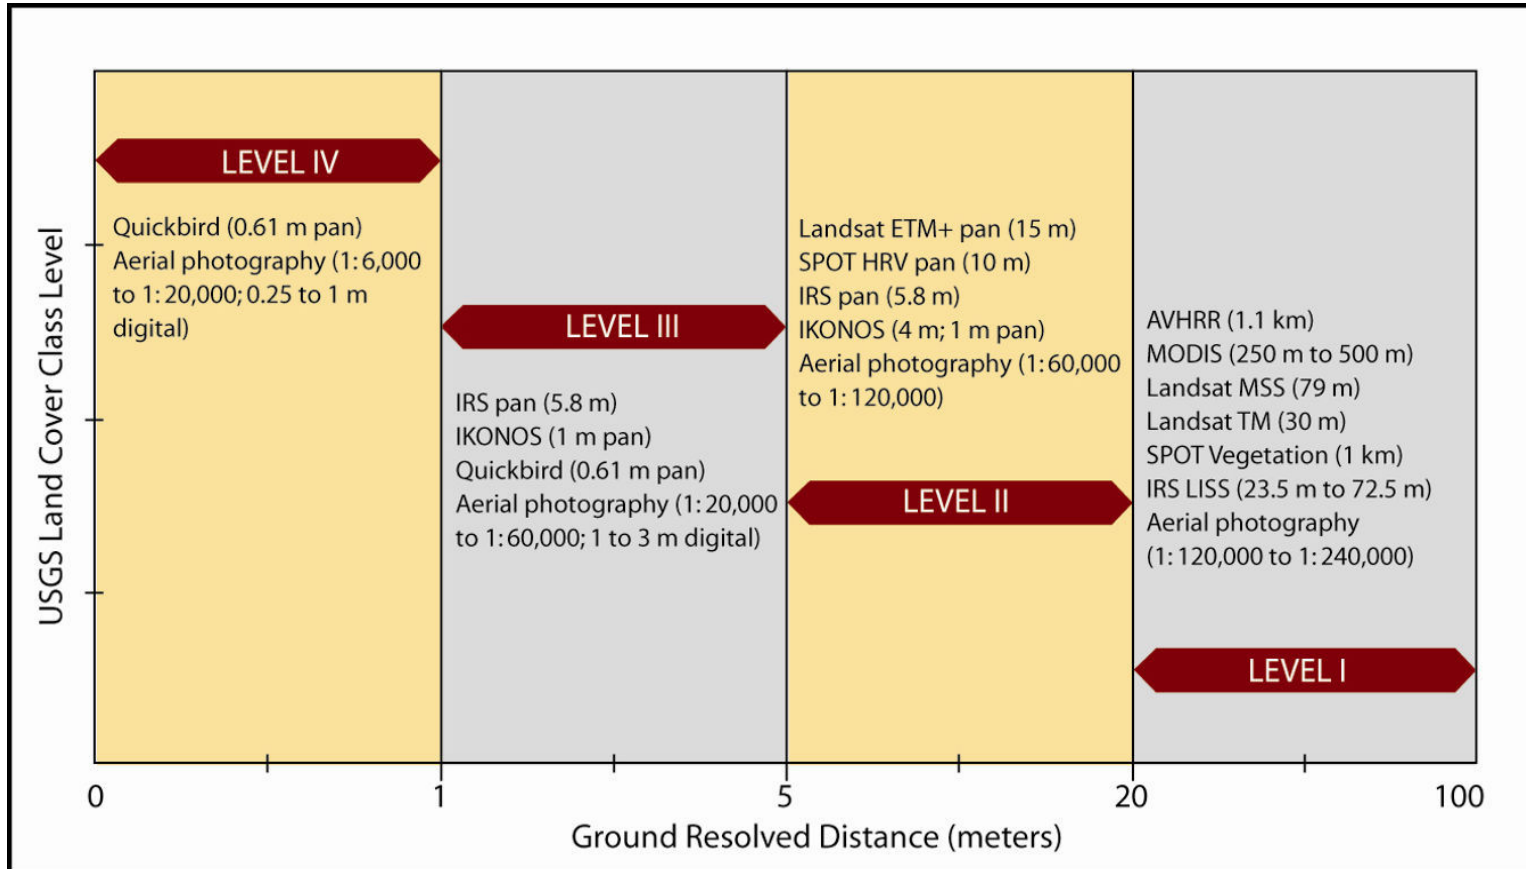 USGS Land Cover Class Level
LEVEL IV
Quickbird (0.61 m pan)
Aerial photography (1:6,000
to 1:20,000; 0.25 to 1 m
digital)
LEVEL III
IRS pan (5.8 m)
IKONOS (1 m pan)
Quickbird (0.61 m pan)
Aerial photography (1:20,000
to 1:60,000; 1 to 3 m digital)
Landsat ETM+ pan (15 m)
SPOT HRV pan (10 m)
IRS pan (5.8 m)
IKONOS (4 m; 1 m pan)
Aerial photography (1:60,000
to 1:120,000)
LEVEL II
AVHRR (1.1 km)
MODIS (250 m to 500 m)
Landsat MSS (79 m)
Landsat TM (30 m)
SPOT Vegetation (1 km)
IRS LISS (23.5 m to 72.5 m)
Aerial photography
(1:120,000 to 1:240,000)
LEVEL I
0 1 5 20 100
Ground Resolved Distance (meters)